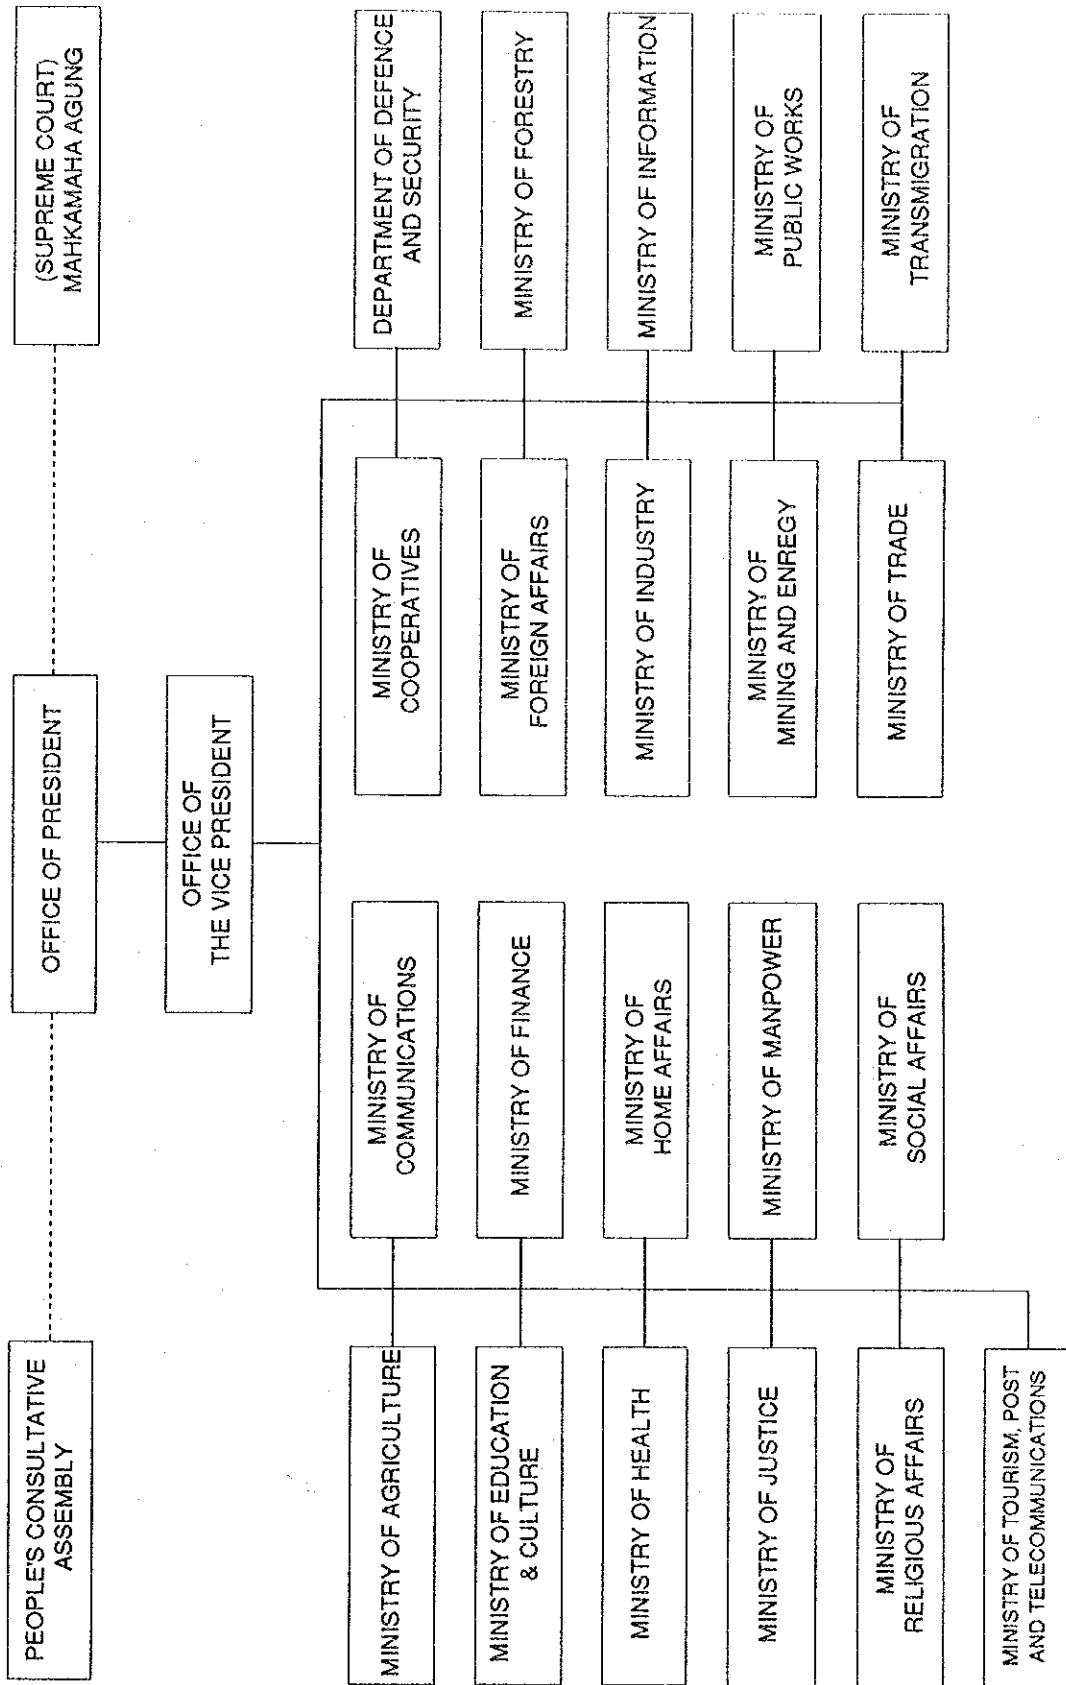 PEOPLE'S CONSULTATIVE
ASSEMBLY
OFFICE OF PRESIDENT
(SUPREME COURT)
MAHKAMAHA AGUNG
OFFICE OF
THE VICE PRESIDENT
MINISTRY OF AGRICULTURE
MINISTRY OF
COMMUNICATIONS
MINISTRY OF
COOPERATIVES
DEPARTMENT OF DEFENCE
AND SECURITY
MINISTRY OF EDUCATION
& CULTURE
MINISTRY OF FINANCE
MINISTRY OF
FOREIGN AFFAIRS
MINISTRY OF FORESTRY
MINISTRY OF HEALTH
MINISTRY OF
HOME AFFAIRS
MINISTRY OF INDUSTRY
MINISTRY OF INFORMATION
MINISTRY OF JUSTICE
MINISTRY OF MANPOWER
MINISTRY OF
MINING AND ENREGY
MINISTRY OF
PUBLIC WORKS
MINISTRY OF
RELIGIOUS AFFAIRS
MINISTRY OF
SOCIAL AFFAIRS
MINISTRY OF TRADE
MINISTRY OF
TRANSMIGRATION
MINISTRY OF TOURISM, POST
AND TELECOMMUNICATIONS